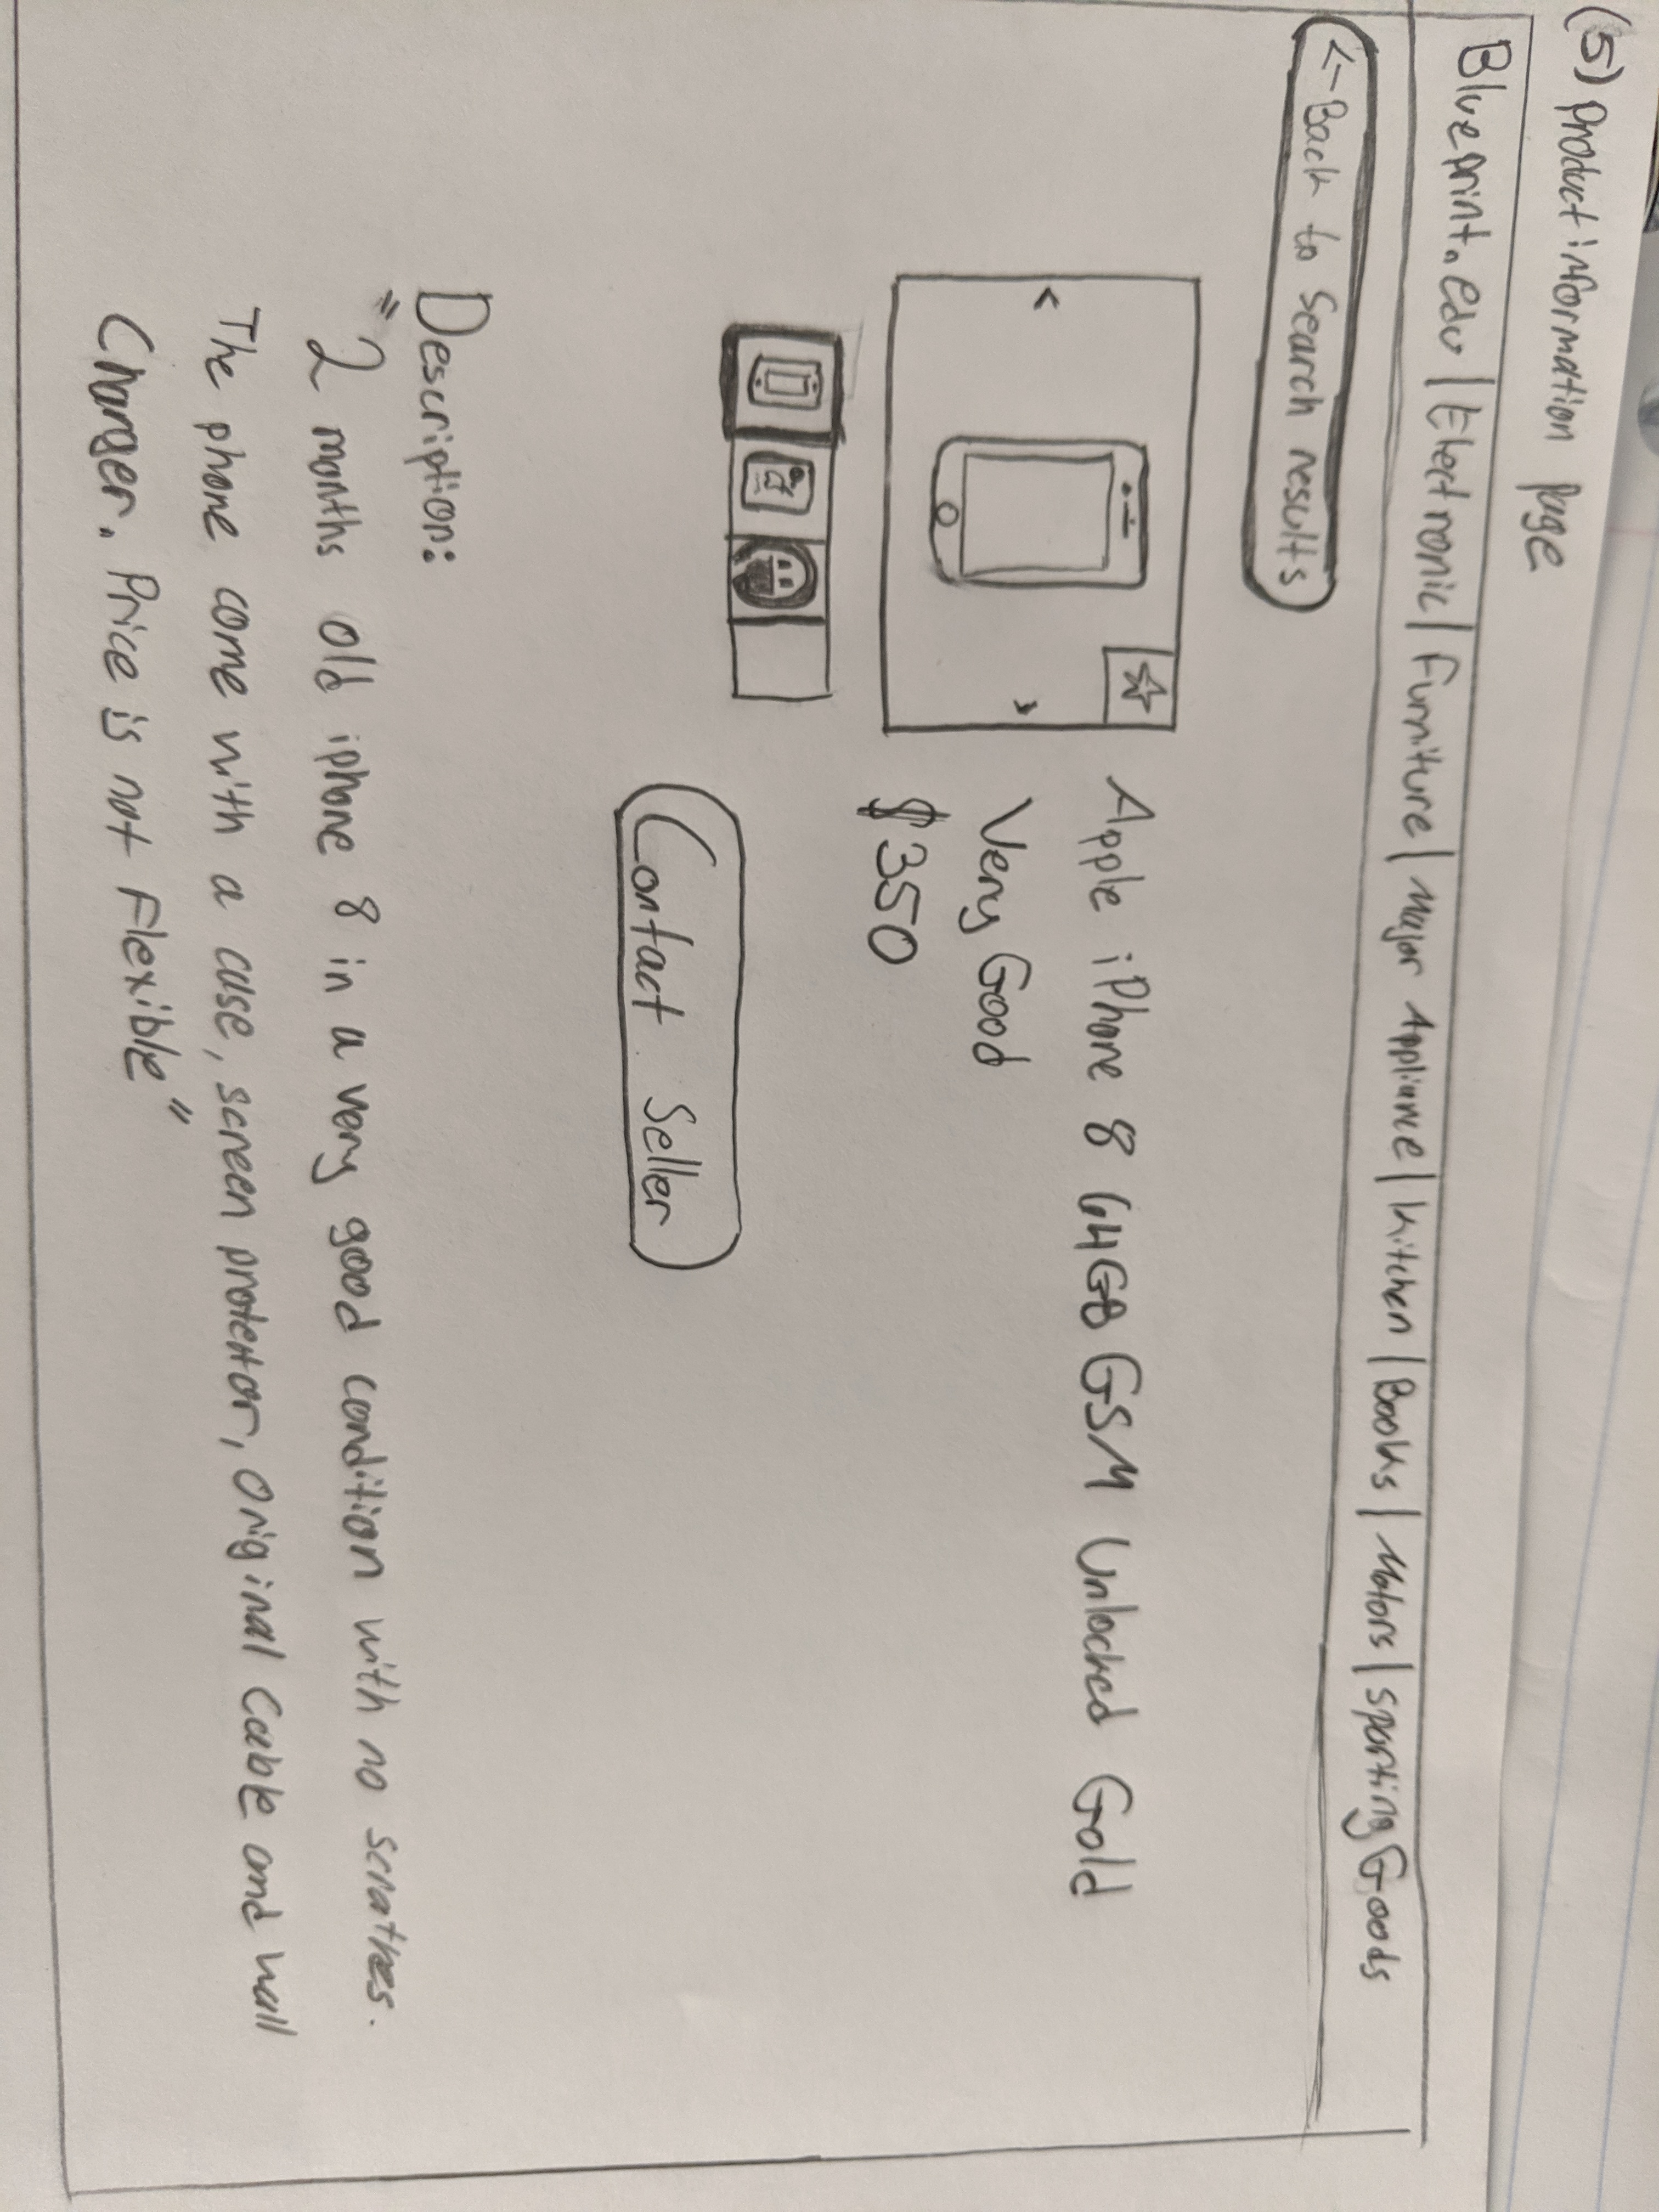 (5) Product information Page
Blueprint.edu | Electronic | Furniture | Major Appliance | Kitchen | Books | Motors | Sporting Goods
<- Back to Search results
Apple iPhone 8 64GB GSM Unlocked Gold
<
>
Very Good
$350
Contact Seller
Description:
"2 months old iphone 8 in a very good condition with no scrathes.
The phone come with a case, screen protector, Original Cable and wall
Charger. Price is not Flexible"